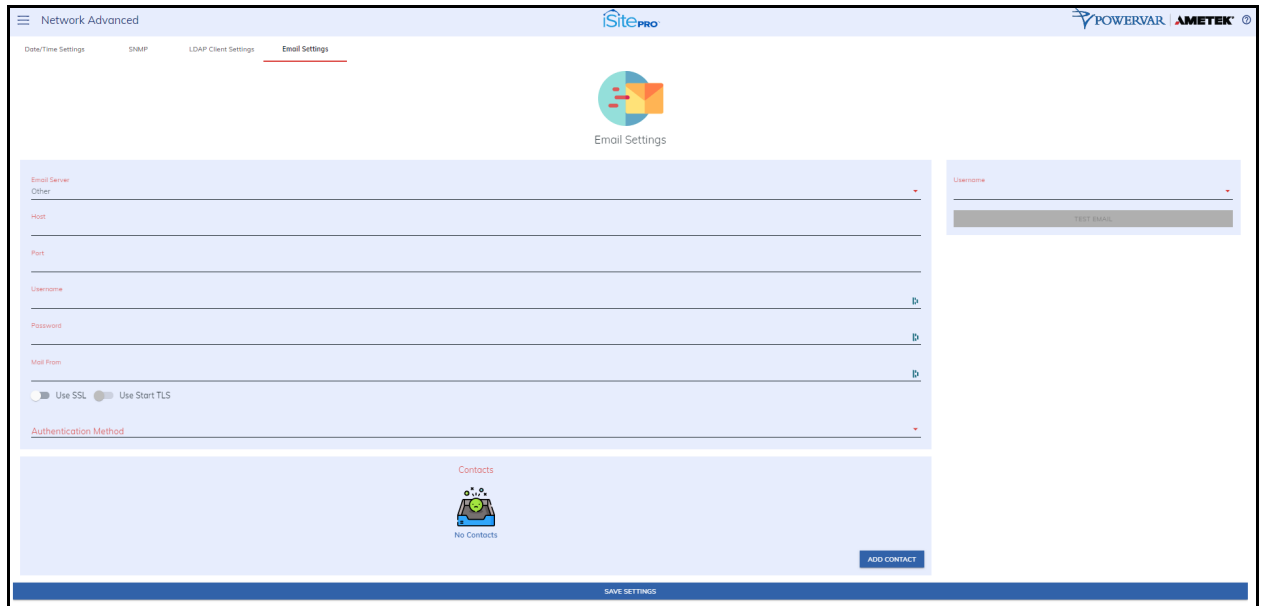 Network Advanced
iSitePRO
POWERVAR AMETEK®
Date/Time Settings SNMP LDAP Client Settings Email Settings
Email Settings
Email Server
Other
Host
Port
Username
Password
Mail From
Use SSL Use Start TLS
Authentication Method
Username
TEST EMAIL
Contacts
No Contacts
ADD CONTACT
SAVE SETTINGS